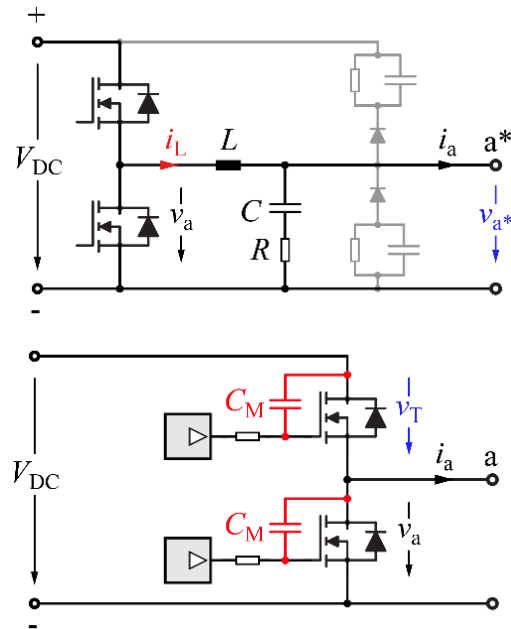 +
i_L L i_a a*
V_DC
v_a C v_a*
R
-
C_M v_T
V_DC i_a a
C_M v_a
-